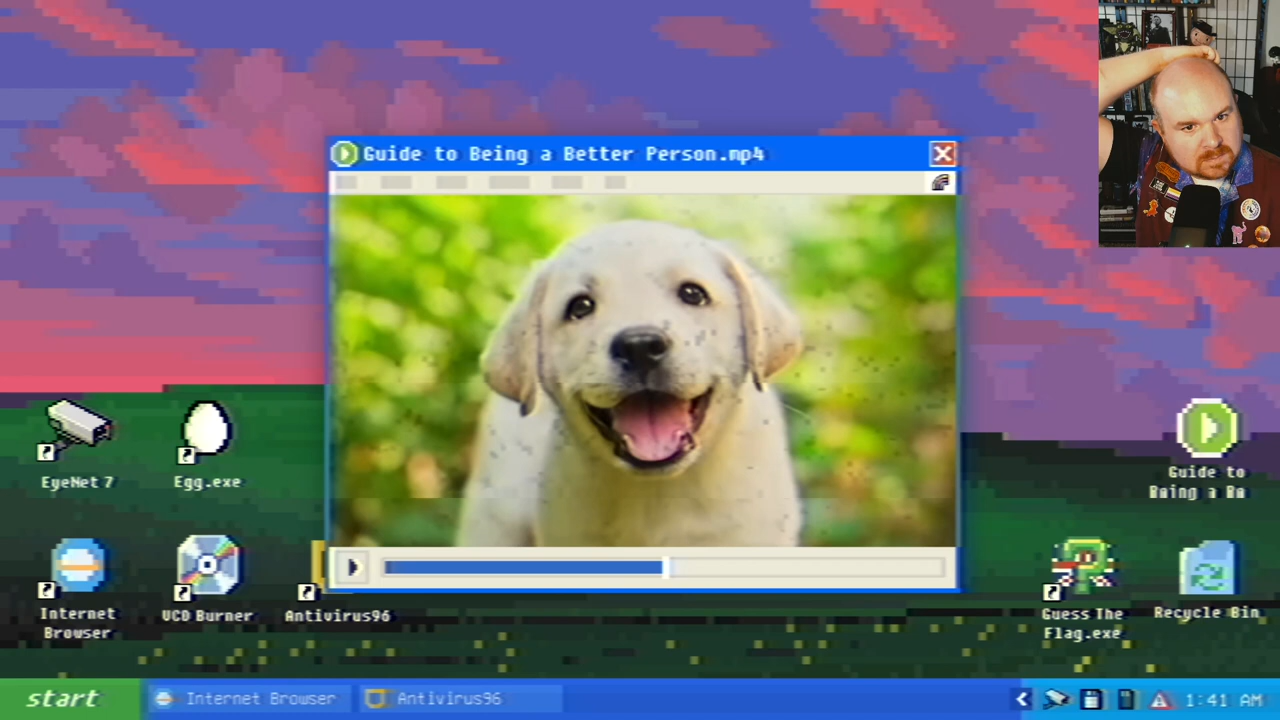 Guide to Being a Better Person.mp4
EyeNet 7
Egg.exe
Guide to
Being a Be
Internet
Browser
VCD Burner
Antivirus96
Guess The
Flag.exe
Recycle Bin
start
Internet Browser
Antivirus96
1:41 AM